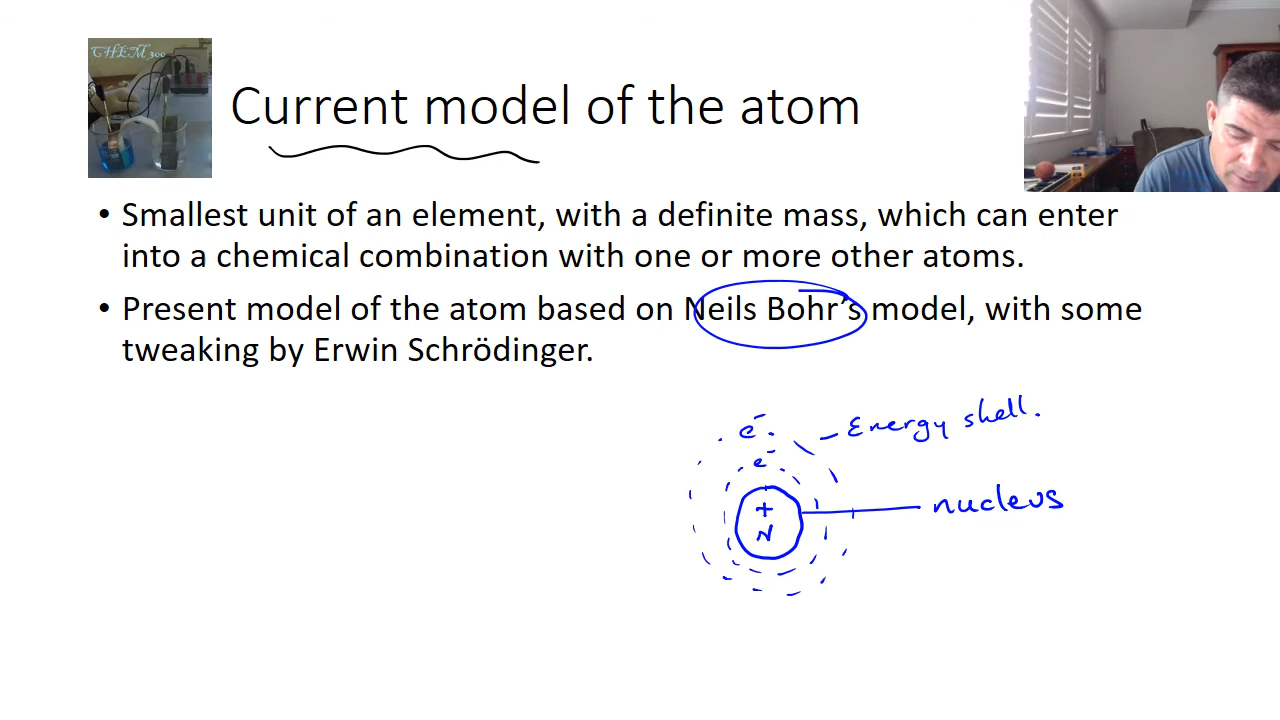 CHEM 300
Current model of the atom
• Smallest unit of an element, with a definite mass, which can enter
into a chemical combination with one or more other atoms.
• Present model of the atom based on Neils Bohr's model, with some
tweaking by Erwin Schrödinger.
e⁻
Energy shell.
e⁻
+
N
nucleus